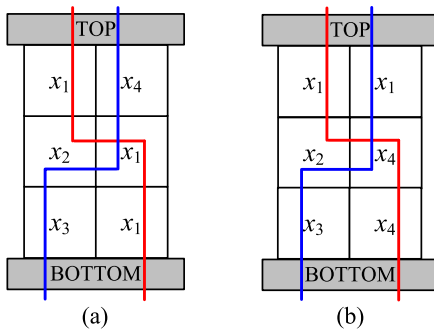 TOP TOP
x₁ x₄ x₁ x₁
x₂ x₁ x₂ x₄
x₃ x₁ x₃ x₄
BOTTOM BOTTOM
(a) (b)